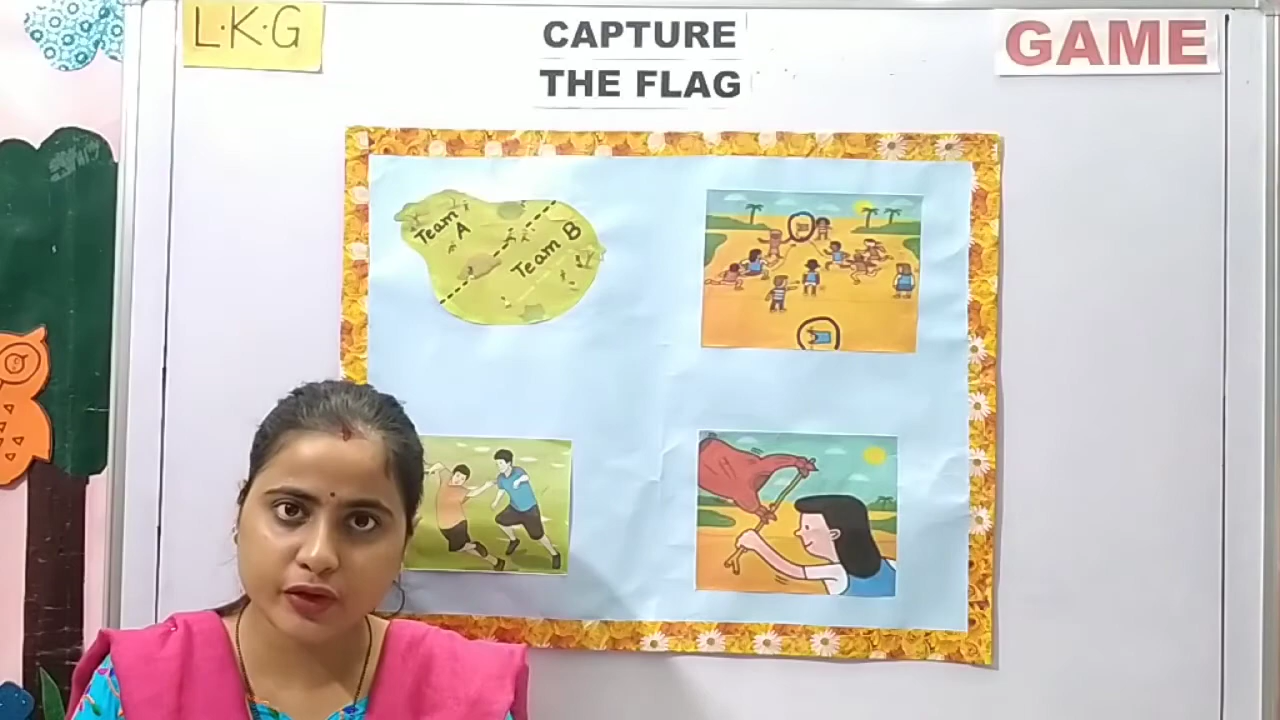 L.K.G
CAPTURE
THE FLAG
GAME
Team
A
Team B